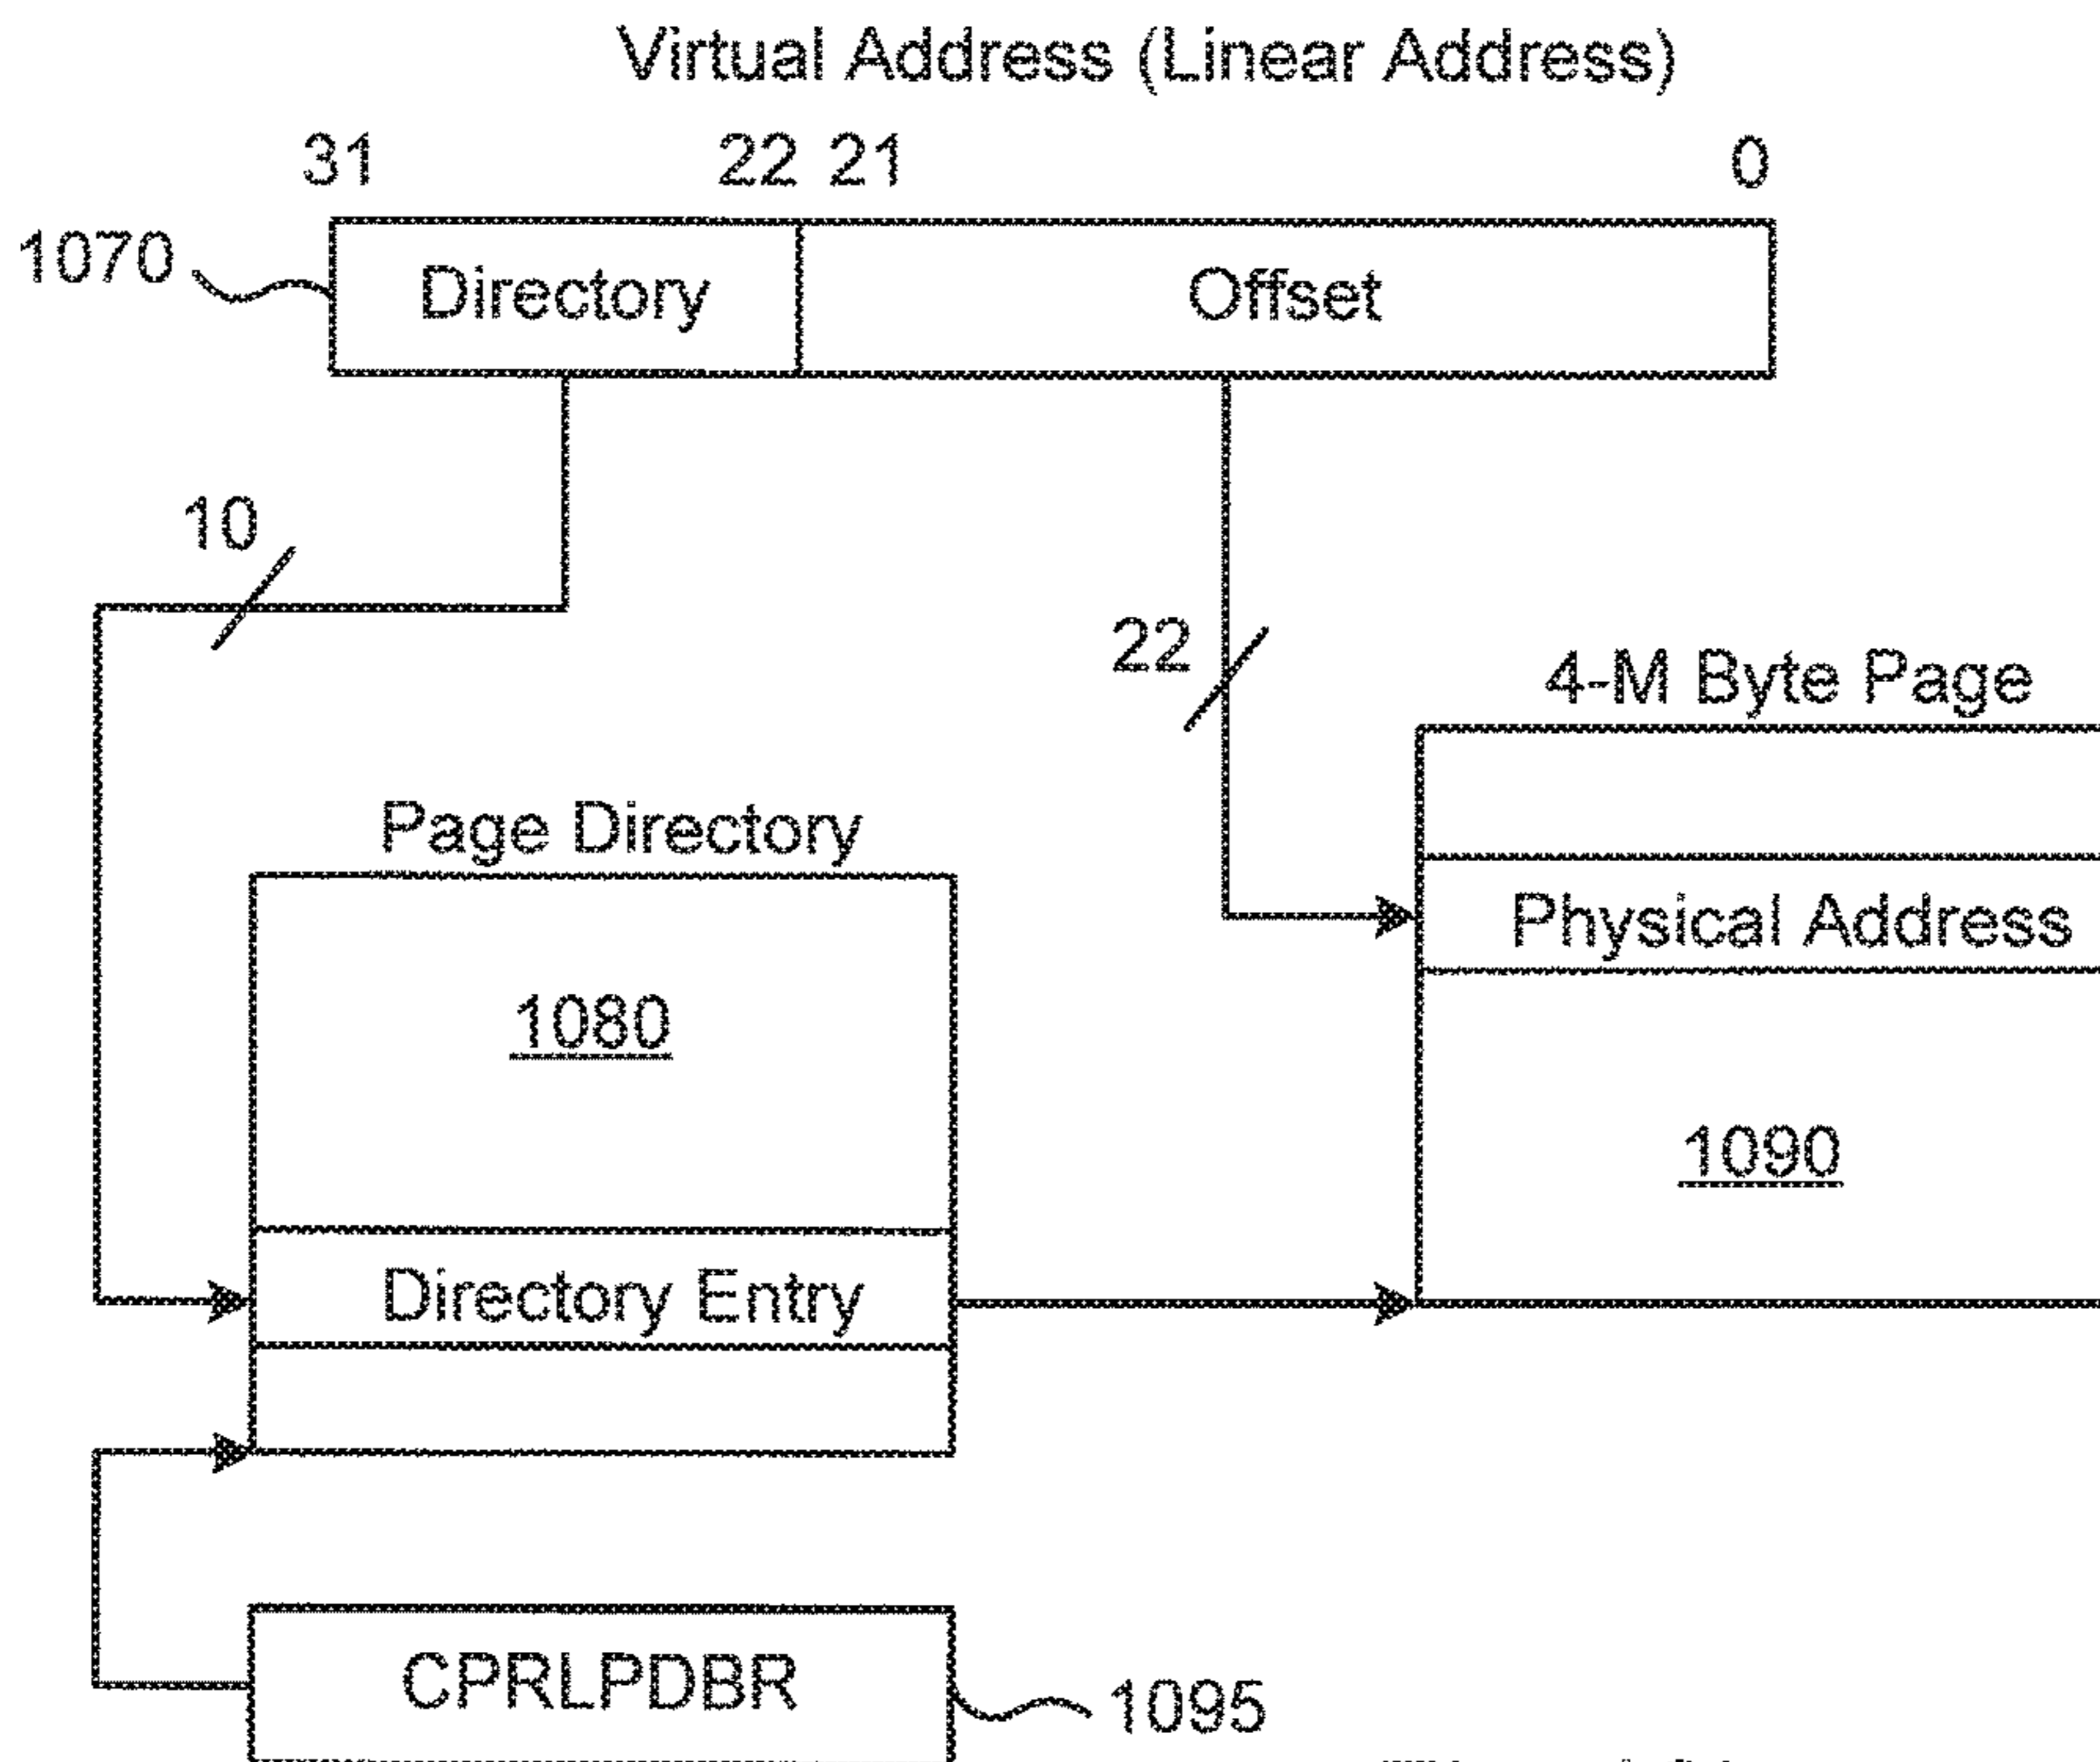 Virtual Address (Linear Address)
31 22 21 0
1070 Directory Offset
10
22
4-M Byte Page
Page Directory
Physical Address
1080
1090
Directory Entry
CPRLPDBR
1095